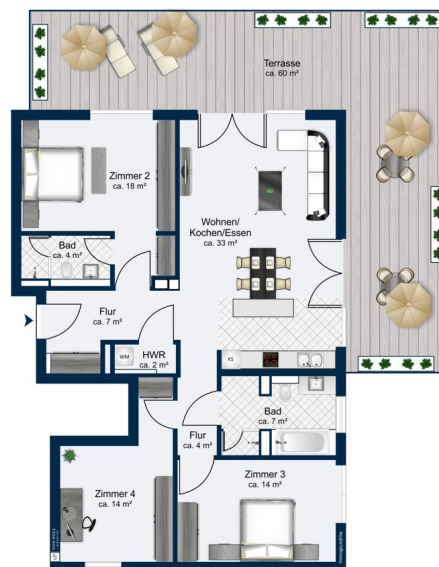 Terrasse
ca. 60 m²
Zimmer 2
ca. 18 m²
Wohnen/
Kochen/Essen
ca. 33 m²
Bad
ca. 4 m²
Flur
ca. 7 m²
WM
HWR
ca. 2 m²
KS
Bad
ca. 7 m²
Flur
ca. 4 m²
Zimmer 4
ca. 14 m²
Zimmer 3
ca. 14 m²